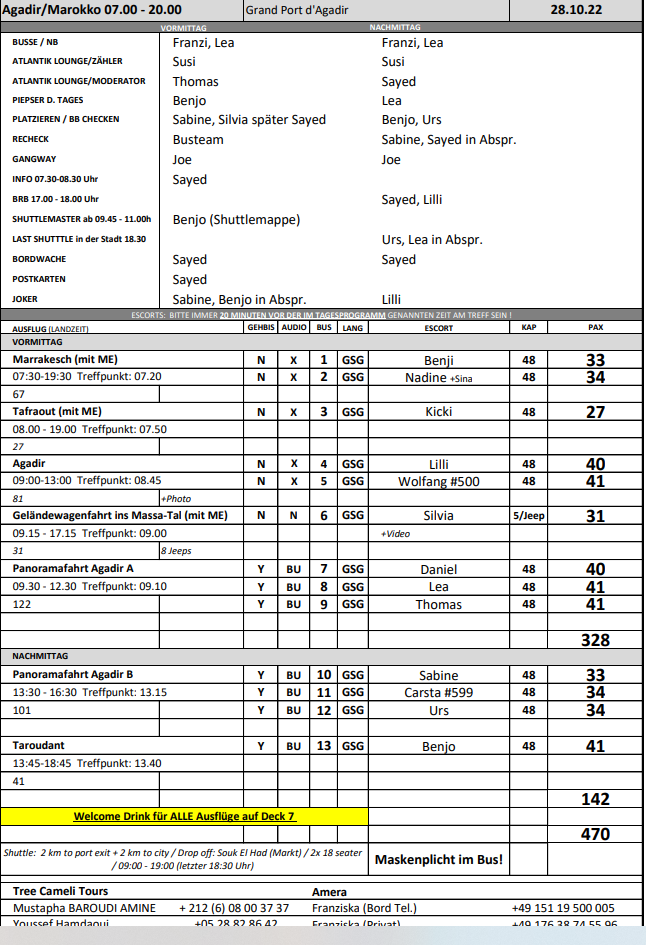 Agadir/Marokko 07.00 - 20.00 Grand Port d'Agadir 28.10.22
VORMITTAG NACHMITTAG
BUSSE / NB Franzi, Lea Franzi, Lea
ATLANTIK LOUNGE/ZÄHLER Susi Susi
ATLANTIK LOUNGE/MODERATOR Thomas Sayed
PIEPSER D. TAGES Benjo Lea
PLATZIEREN / BB CHECKEN Sabine, Silvia später Sayed Benjo, Urs
RECHECK Busteam Sabine, Sayed in Abspr.
GANGWAY Joe Joe
INFO 07.30-08.30 Uhr Sayed
BRB 17.00 - 18.00 Uhr Sayed, Lilli
SHUTTLEMASTER ab 09.45 - 11.00h Benjo (Shuttlemappe)
LAST SHUTTTLE in der Stadt 18.30 Urs, Lea in Abspr.
BORDWACHE Sayed Sayed
POSTKARTEN Sayed
JOKER Sabine, Benjo in Abspr. Lilli
ESCORTS: BITTE IMMER 20 MINUTEN VOR DER IM TAGESPROGRAMM GENANNTEN ZEIT AM TREFF SEIN !
AUSFLUG (LANDZEIT) GEHBIS AUDIO BUS LANG ESCORT KAP PAX
VORMITTAG
Marrakesch (mit ME) N X 1 GSG Benji 48 33
07:30-19:30 Treffpunkt: 07.20 N X 2 GSG Nadine +Sina 48 34
67
Tafraout (mit ME) N X 3 GSG Kicki 48 27
08.00 - 19.00 Treffpunkt: 07.50
27
Agadir N X 4 GSG Lilli 48 40
09:00-13:00 Treffpunkt: 08.45 N X 5 GSG Wolfang #500 48 41
81 +Photo
Geländewagenfahrt ins Massa-Tal (mit ME) N N 6 GSG Silvia 5/Jeep 31
09.15 - 17.15 Treffpunkt: 09.00 +Video
31 8 Jeeps
Panoramafahrt Agadir A Y BU 7 GSG Daniel 48 40
09.30 - 12.30 Treffpunkt: 09.10 Y BU 8 GSG Lea 48 41
122 Y BU 9 GSG Thomas 48 41
328
NACHMITTAG
Panoramafahrt Agadir B Y BU 10 GSG Sabine 48 33
13:30 - 16:30 Treffpunkt: 13.15 Y BU 11 GSG Carsta #599 48 34
101 Y BU 12 GSG Urs 48 34
Taroudant Y BU 13 GSG Benjo 48 41
13:45-18:45 Treffpunkt: 13.40
41
142
Welcome Drink für ALLE Ausflüge auf Deck 7
470
Shuttle: 2 km to port exit + 2 km to city / Drop off: Souk El Had (Markt) / 2x 18 seater
/ 09:00 - 19:00 (letzter 18:30 Uhr)
Maskenplicht im Bus!
Tree Cameli Tours Amera
Mustapha BAROUDI AMINE + 212 (6) 08 00 37 37 Franziska (Bord Tel.) +49 151 19 500 005
Youssef Hamdaoui +05 28 82 86 42 Franziska (Privat) +49 176 38 74 55 96